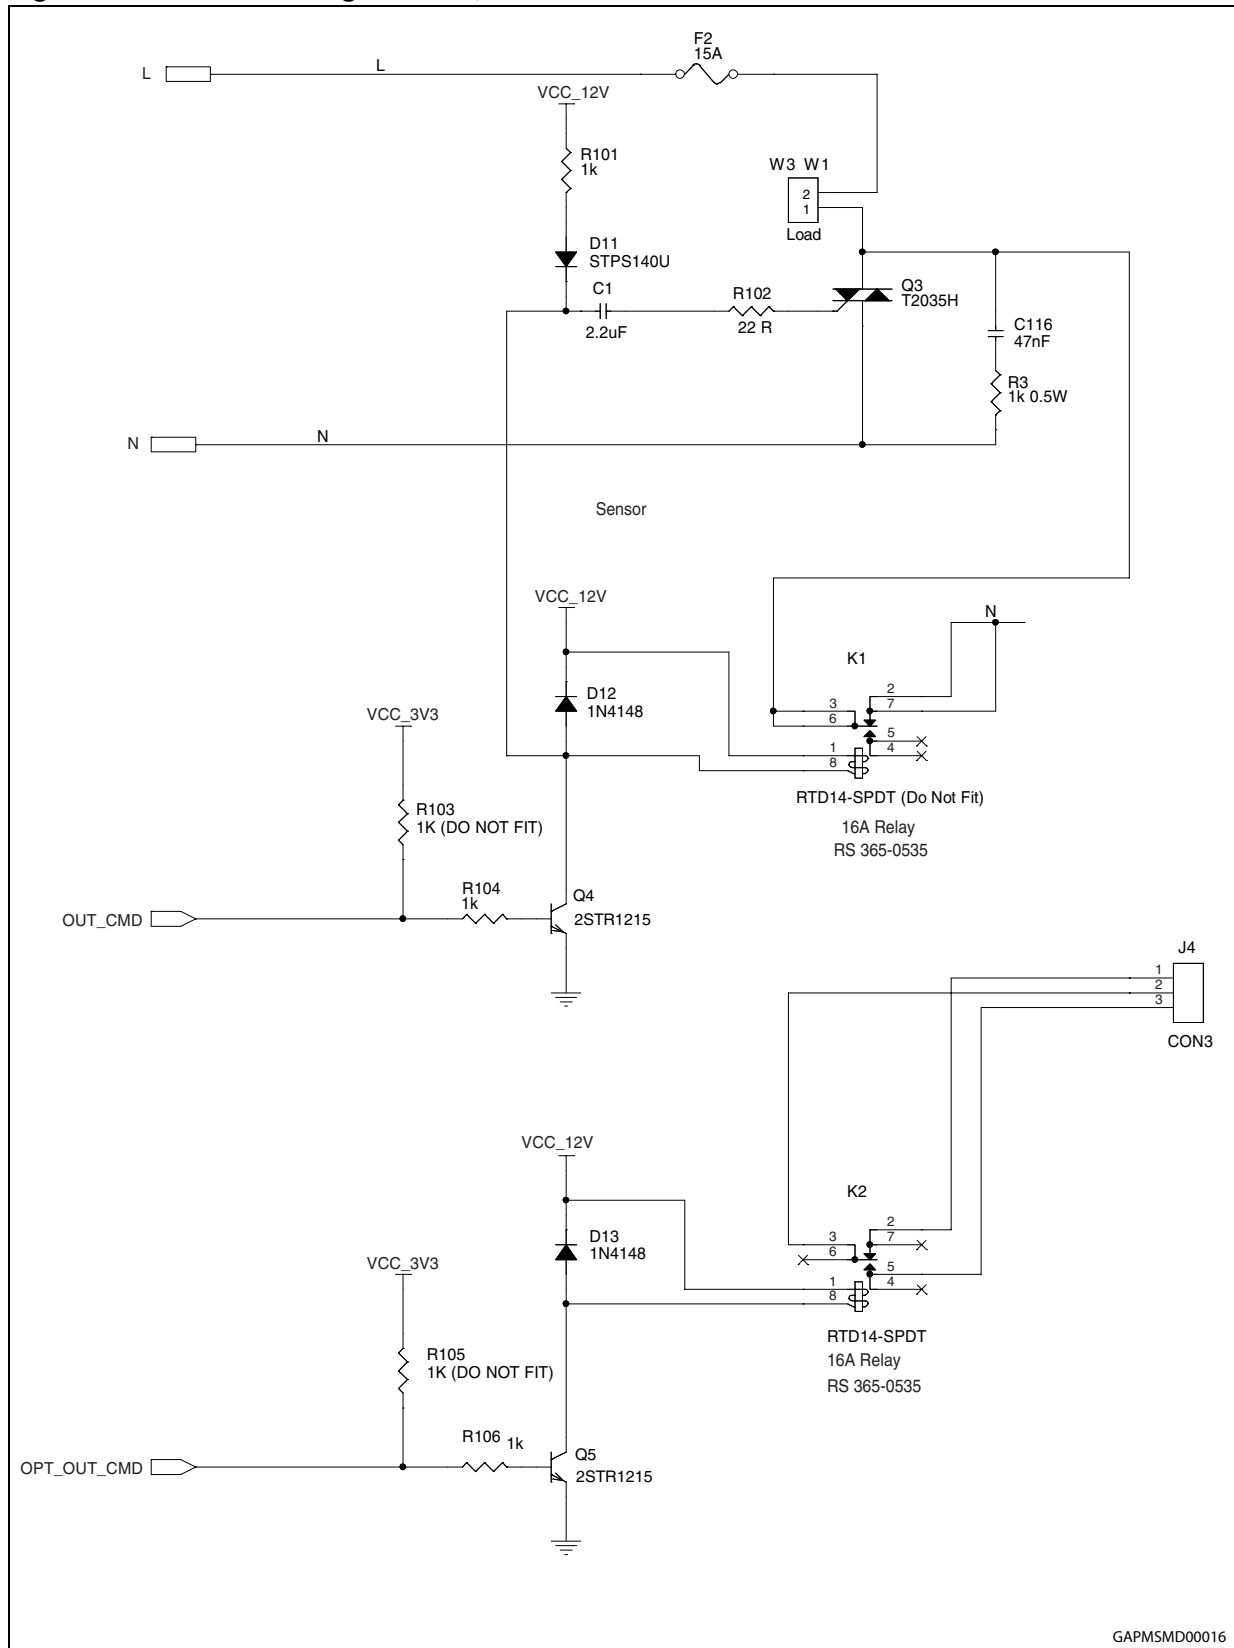 F2
15A
L
L
VCC_12V
R101
1k
W3 W1
2
1
Load
D11
STPS140U
C1
2.2uF
R102
22 R
Q3
T2035H
C116
47nF
R3
1k 0.5W
N
N
Sensor
VCC_12V
N
K1
D12
1N4148
2
7
3
6
5
4
1
8
VCC_3V3
RTD14-SPDT (Do Not Fit)
16A Relay
RS 365-0535
R103
1K (DO NOT FIT)
R104
1k
Q4
2STR1215
OUT_CMD
J4
1
2
3
CON3
VCC_12V
K2
D13
1N4148
2
7
3
6
5
4
1
8
VCC_3V3
RTD14-SPDT
16A Relay
RS 365-0535
R105
1K (DO NOT FIT)
R106 1k
Q5
2STR1215
OPT_OUT_CMD
GAPMSMD00016